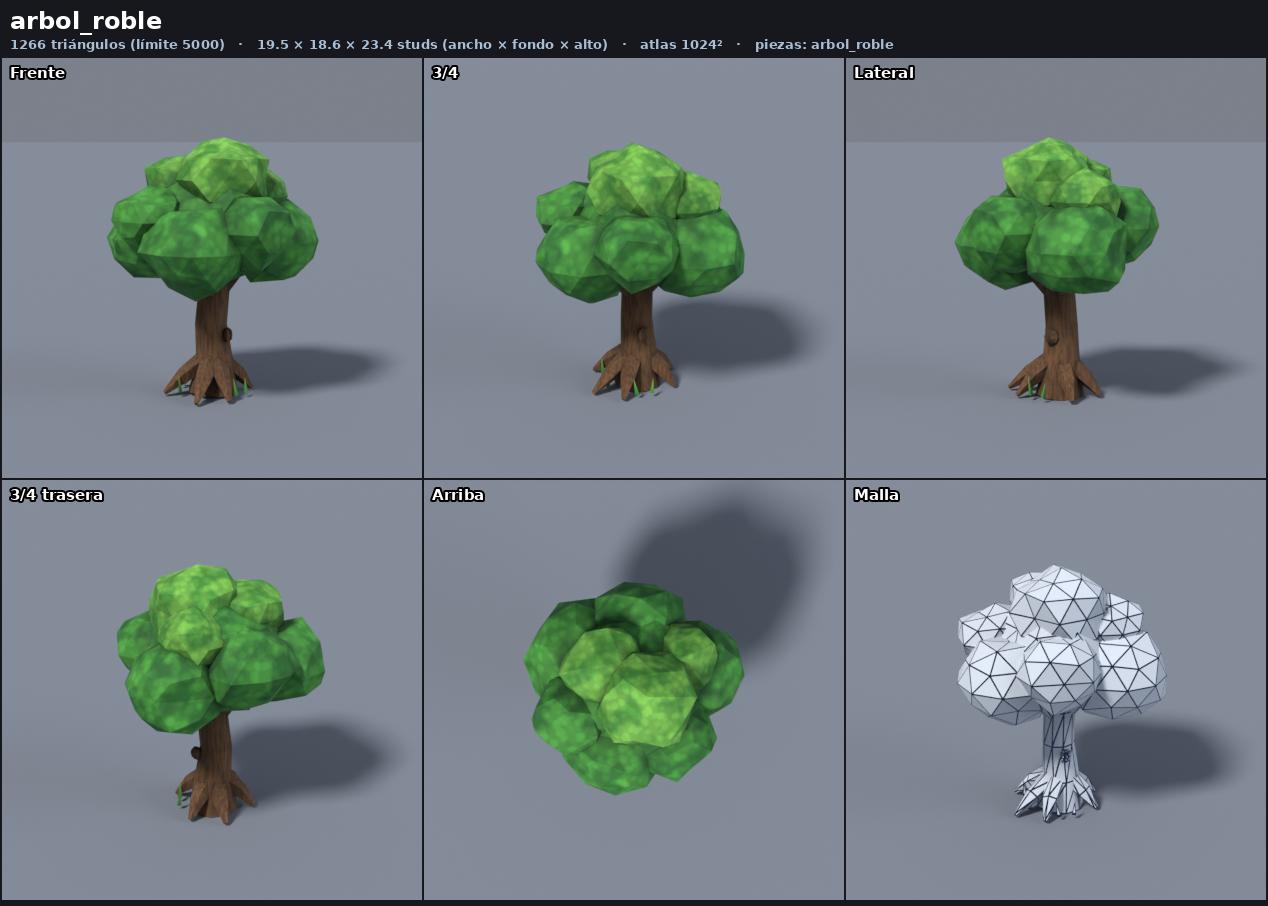 arbol_roble
1266 triángulos (límite 5000) · 19.5 × 18.6 × 23.4 studs (ancho × fondo × alto) · atlas 1024² · piezas: arbol_roble
Frente
3/4
Lateral
3/4 trasera
Arriba
Malla